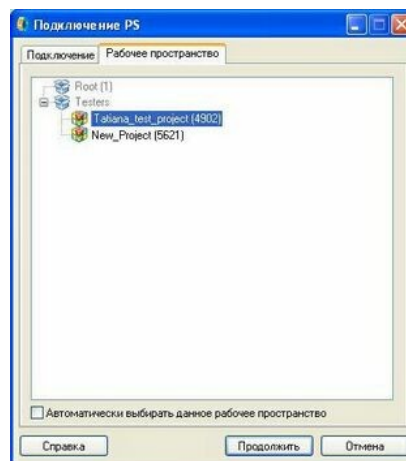 Подключение PS
Подключение Рабочее пространство
Root (1)
Testers
Tatiana_test_project (4902)
New_Project (5621)
Автоматически выбирать данное рабочее пространство
Справка Продолжить Отмена